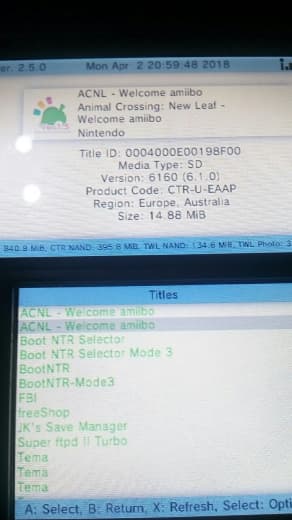 er. 2.5.0 Mon Apr 2 20:59:48 2018
ACNL - Welcome amiibo
Animal Crossing: New Leaf -
Welcome amiibo
Nintendo
Title ID: 0004000E00198F00
Media Type: SD
Version: 6160 (6.1.0)
Product Code: CTR-U-EAAP
Region: Europe, Australia
Size: 14.88 MiB
840.9 MiB, CTR NAND: 395.8 MiB, TWL NAND: 134.6 MiB, TWL Photo: 3
Titles
ACNL - Welcome amiibo
ACNL - Welcome amiibo
Boot NTR Selector
Boot NTR Selector Mode 3
BootNTR
BootNTR-Mode3
FBI
freeShop
JK's Save Manager
Super ftpd II Turbo
Tema
Tema
Tema
A: Select, B: Return, X: Refresh, Select: Opti